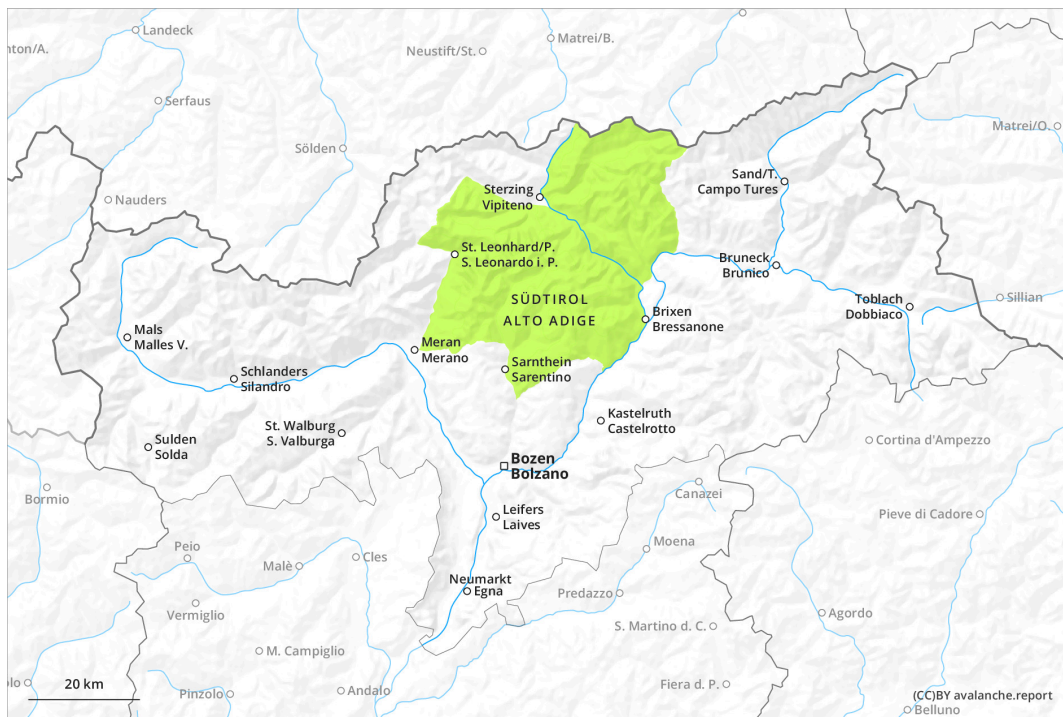 Landeck
nton/A.
Neustift/St.
Matrei/B.
Serfaus
Matrei/O.
Sölden
Nauders
Sterzing
Vipiteno
Sand/T.
Campo Tures
St. Leonhard/P.
S. Leonardo i. P.
Bruneck
Brunico
SÜDTIROL
ALTO ADIGE
Toblach
Dobbiaco
Sillian
Brixen
Bressanone
Mals
Malles V.
Meran
Merano
Sarnthein
Sarentino
Schlanders
Silandro
Kastelruth
Castelrotto
St. Walburg
S. Valburga
Sulden
Solda
Cortina d'Ampezzo
Bozen
Bolzano
Bormio
Canazei
Leifers
Laives
Pieve di Cadore
Peio
Moena
Cles
Malè
Neumarkt
Egna
Predazzo
Vermiglio
Agordo
S. Martino d. C.
M. Campiglio
olo
20 km
Pinzolo
Andalo
Fiera d. P.
(CC)BY avalanche.report
Belluno